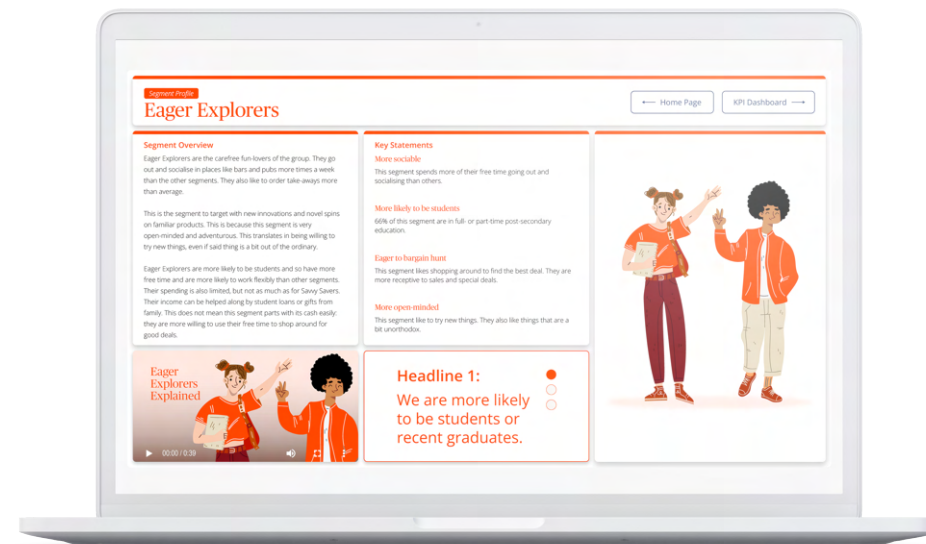 Segment Profile
Eager Explorers
← Home Page
KPI Dashboard →
Segment Overview
Eager Explorers are the carefree fun-lovers of the group. They go
out and socialise in places like bars and pubs more times a week
than the other segments. They also like to order take-aways more
than average.
This is the segment to target with new innovations and novel spins
on familiar products. This is because this segment is very
open-minded and adventurous. This translates in being willing to
try new things, even if said thing is a bit out of the ordinary.
Eager Explorers are more likely to be students and so have more
free time and are more likely to work flexibly than other segments.
Their spending is also limited, but not as much as for Savvy Savers.
Their income can be helped along by student loans or gifts from
family. This does not mean this segment parts with its cash easily:
they are more willing to use their free time to shop around for
good deals.
Key Statements
More sociable
This segment spends more of their free time going out and
socialising than others.
More likely to be students
66% of this segment are in full- or part-time post-secondary
education.
Eager to bargain hunt
This segment likes shopping around to find the best deal. They are
more receptive to sales and special deals.
More open-minded
This segment like to try new things. They also like things that are a
bit unorthodox.
Eager
Explorers
Explained
00:00 / 0:39
Headline 1:
We are more likely
to be students or
recent graduates.